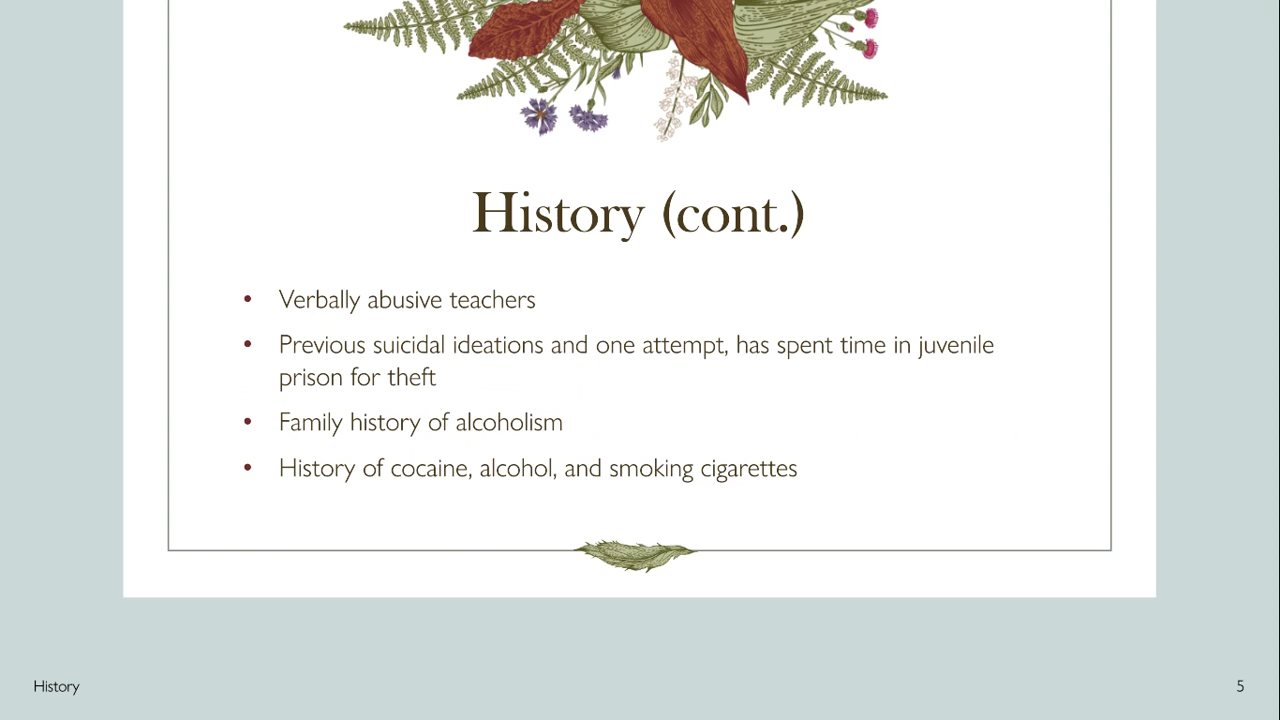 History (cont.)
• Verbally abusive teachers
• Previous suicidal ideations and one attempt, has spent time in juvenile
prison for theft
• Family history of alcoholism
• History of cocaine, alcohol, and smoking cigarettes
History
5